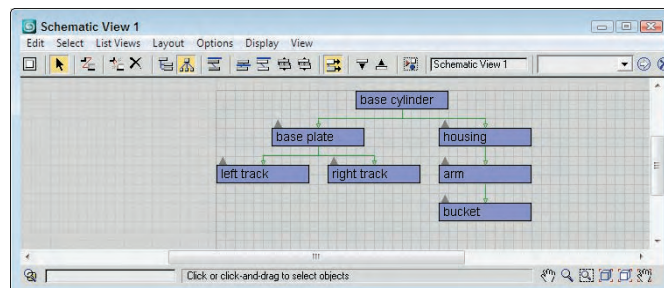 Schematic View 1
Edit Select List Views Layout Options Display View
Schematic View 1
base cylinder
base plate housing
left track right track arm
bucket
Click or click-and-drag to select objects